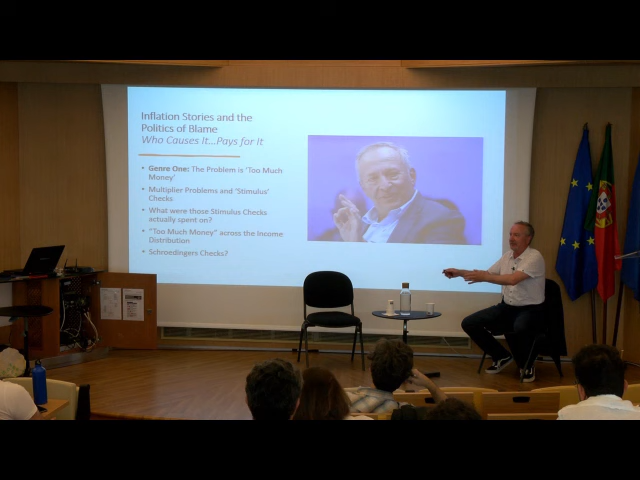 Inflation Stories and the
Politics of Blame
Who Causes It...Pays for It
• Genre One: The Problem is 'Too Much
Money'
• Multiplier Problems and 'Stimulus'
Checks
• What were those Stimulus Checks
actually spent on?
• "Too Much Money" across the Income
Distribution
• Schroedingers Checks?